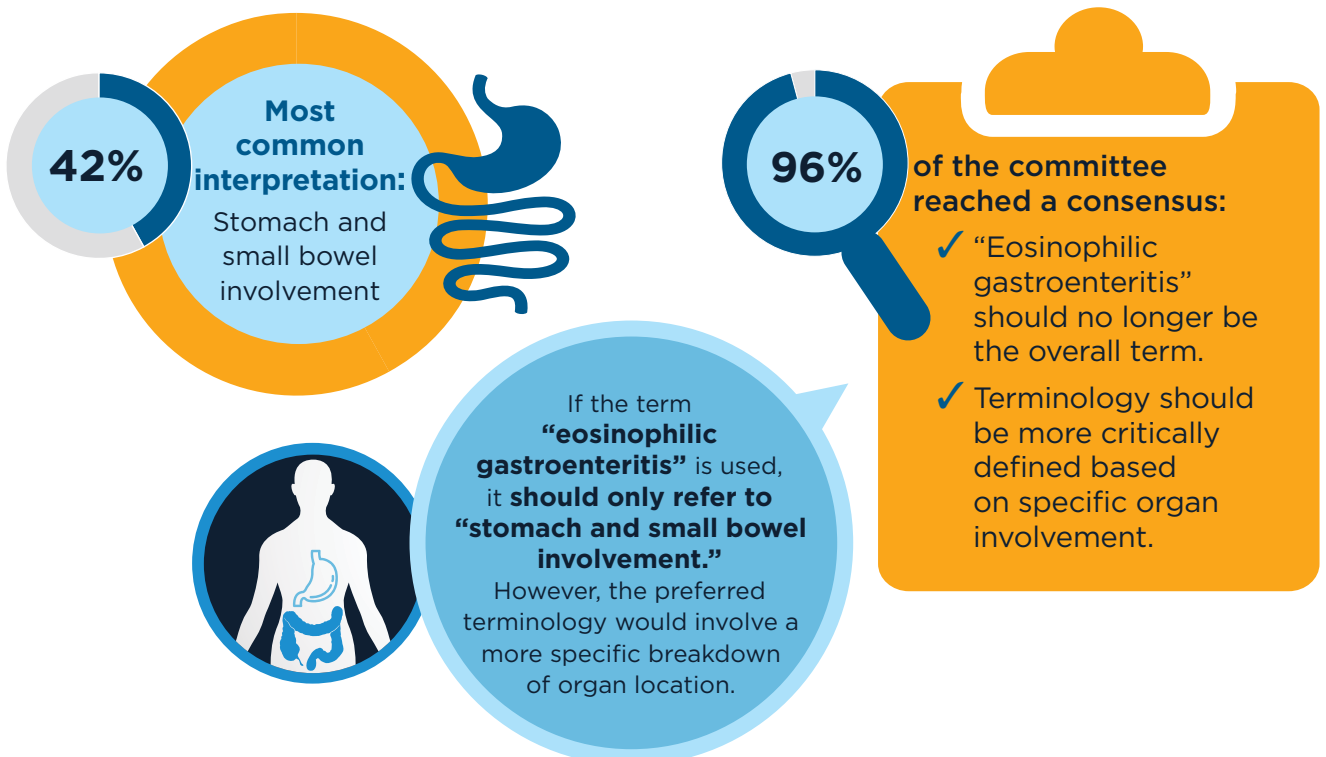 42%
Most
common
interpretation:
Stomach and
small bowel
involvement
96%
of the committee
reached a consensus:
✓ “Eosinophilic
gastroenteritis”
should no longer be
the overall term.
✓ Terminology should
be more critically
defined based
on specific organ
involvement.
If the term
“eosinophilic
gastroenteritis” is used,
it should only refer to
“stomach and small bowel
involvement.”
However, the preferred
terminology would involve a
more specific breakdown
of organ location.